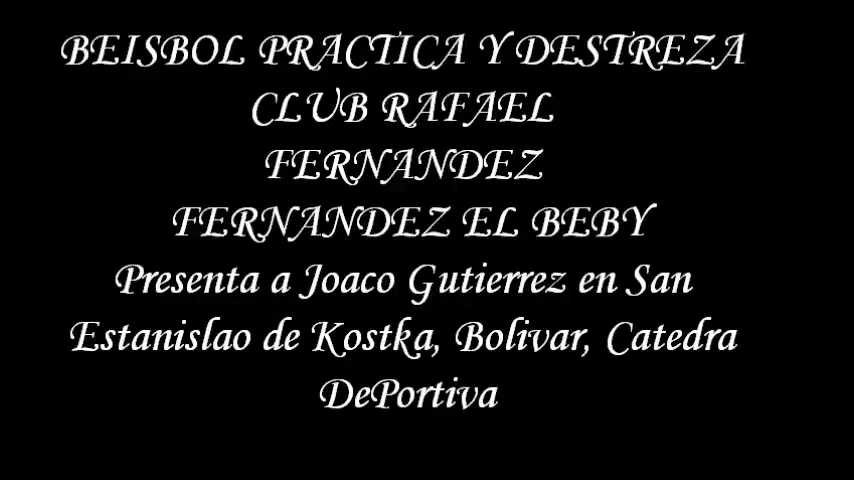 BEISBOL PRACTICA Y DESTREZA
CLUB RAFAEL
FERNANDEZ
FERNANDEZ EL BEBY
Presenta a Joaco Gutierrez en San
Estanislao de Kostka, Bolivar, Catedra
DePortiva